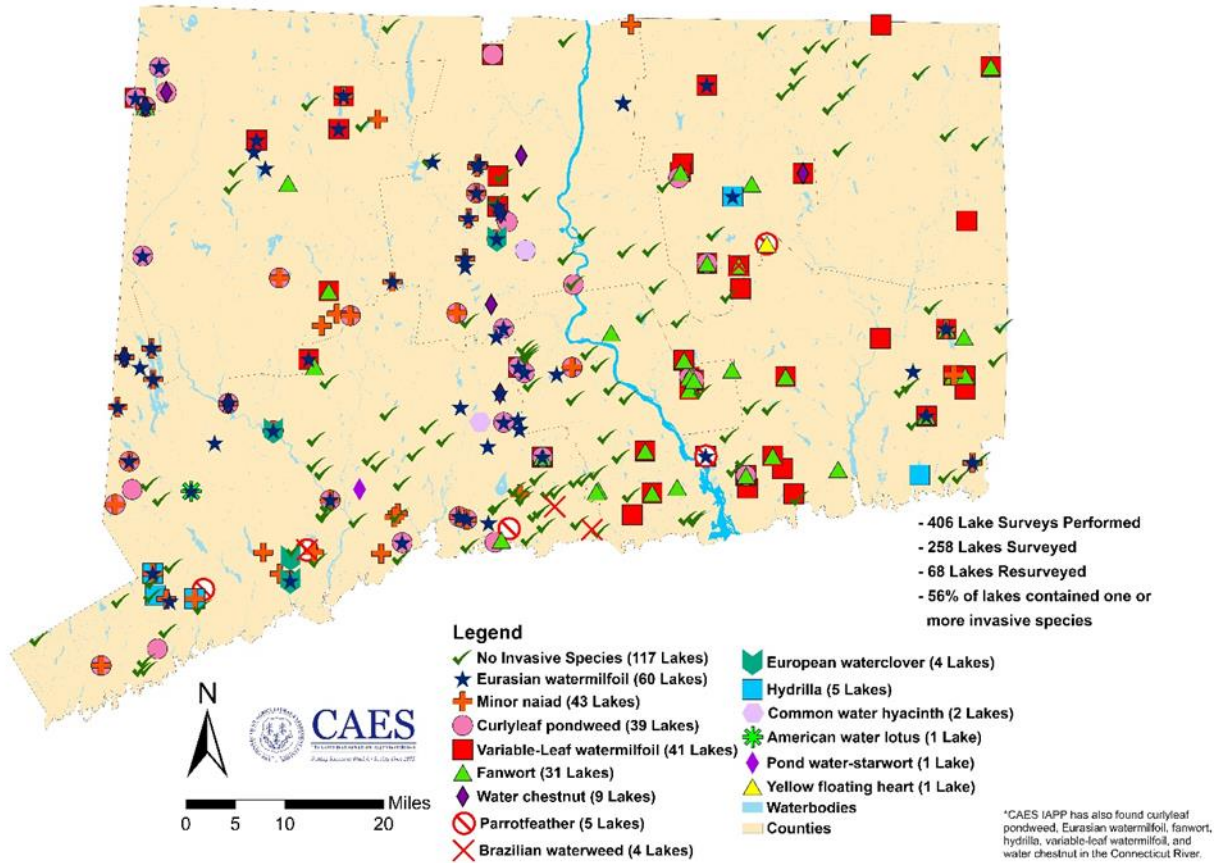 - 406 Lake Surveys Performed
- 258 Lakes Surveyed
- 68 Lakes Resurveyed
- 56% of lakes contained one or
more invasive species
Legend
No Invasive Species (117 Lakes)
Eurasian watermilfoil (60 Lakes)
Minor naiad (43 Lakes)
Curlyleaf pondweed (39 Lakes)
Variable-Leaf watermilfoil (41 Lakes)
Fanwort (31 Lakes)
Water chestnut (9 Lakes)
Parrotfeather (5 Lakes)
Brazilian waterweed (4 Lakes)
European waterclover (4 Lakes)
Hydrilla (5 Lakes)
Common water hyacinth (2 Lakes)
American water lotus (1 Lake)
Pond water-starwort (1 Lake)
Yellow floating heart (1 Lake)
Waterbodies
Counties
N
CAES
Miles
0 5 10 20
*CAES IAPP has also found curlyleaf
pondweed, Eurasian watermilfoil, fanwort,
hydrilla, variable-leaf watermilfoil, and
water chestnut in the Connecticut River.